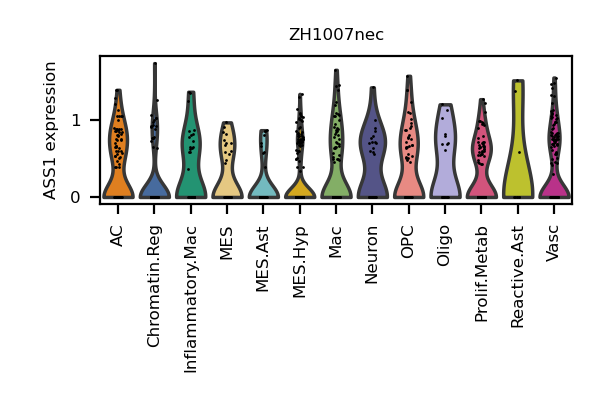 ZH1007nec
ASS1 expression
1
0
AC
Chromatin.Reg
Inflammatory.Mac
MES
MES.Ast
MES.Hyp
Mac
Neuron
OPC
Oligo
Prolif.Metab
Reactive.Ast
Vasc